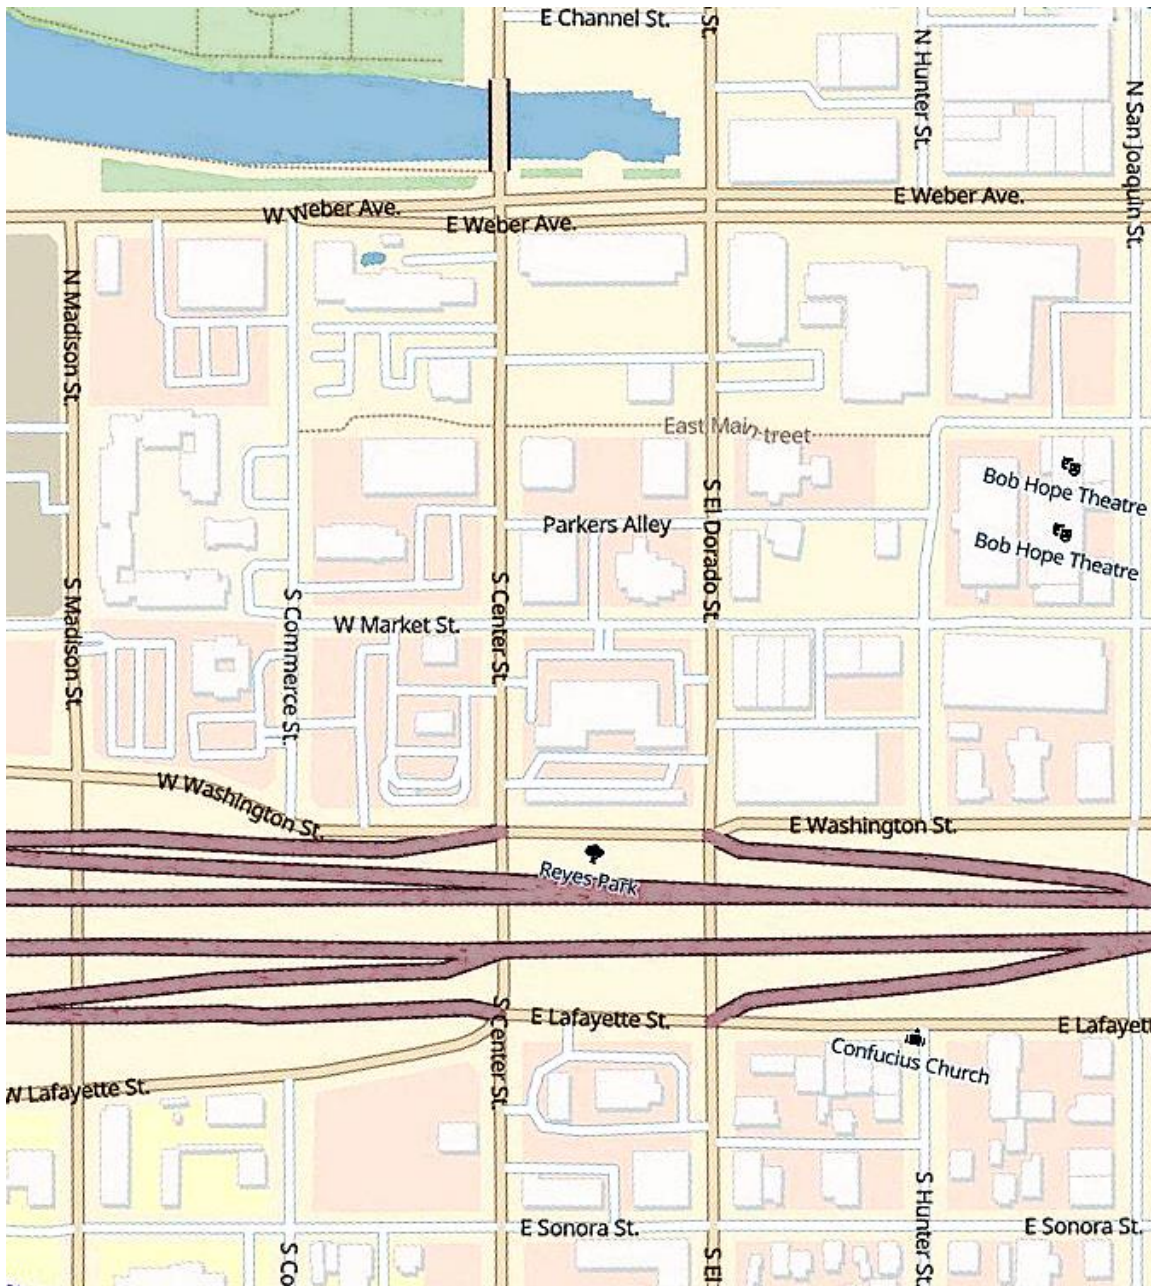 E Channel St.
St.
N Hunter St.
N San Joaquin St.
E Weber Ave.
W Weber Ave.
E Weber Ave.
N Madison St.
East Main treet
Bob Hope Theatre
S El Dorado St.
Parkers Alley
Bob Hope Theatre
S Madison St.
S Commerce St.
S Center St.
W Market St.
W Washington St.
E Washington St.
Reyes Park
S Center St.
E Lafayette St.
E Lafayett
Confucius Church
W Lafayette St.
S Hunter St.
E Sonora St.
E Sonora St.
S Co
S El